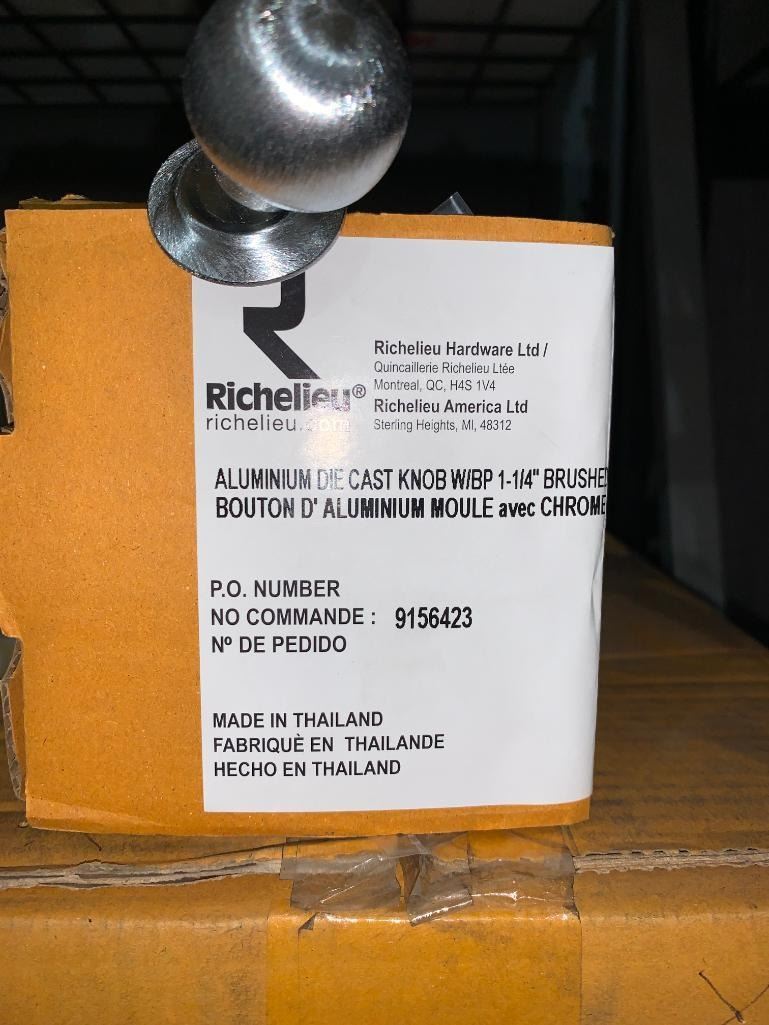 Richelieu®
richelieu.com
Richelieu Hardware Ltd /
Quincaillerie Richelieu Ltée
Montreal, QC, H4S 1V4
Richelieu America Ltd
Sterling Heights, MI, 48312
ALUMINIUM DIE CAST KNOB W/BP 1-1/4" BRUSHED
BOUTON D' ALUMINIUM MOULE avec CHROME
P.O. NUMBER
NO COMMANDE : 9156423
Nº DE PEDIDO
MADE IN THAILAND
FABRIQUÈ EN THAILANDE
HECHO EN THAILAND